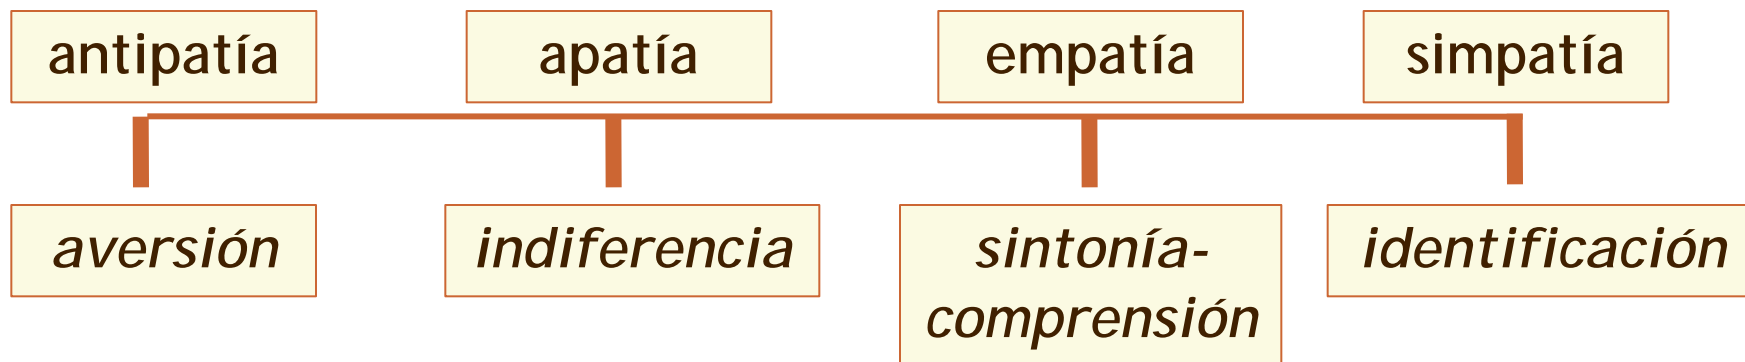 antipatía
apatía
empatía
simpatía
aversión
indiferencia
sintonía-
comprensión
identificación